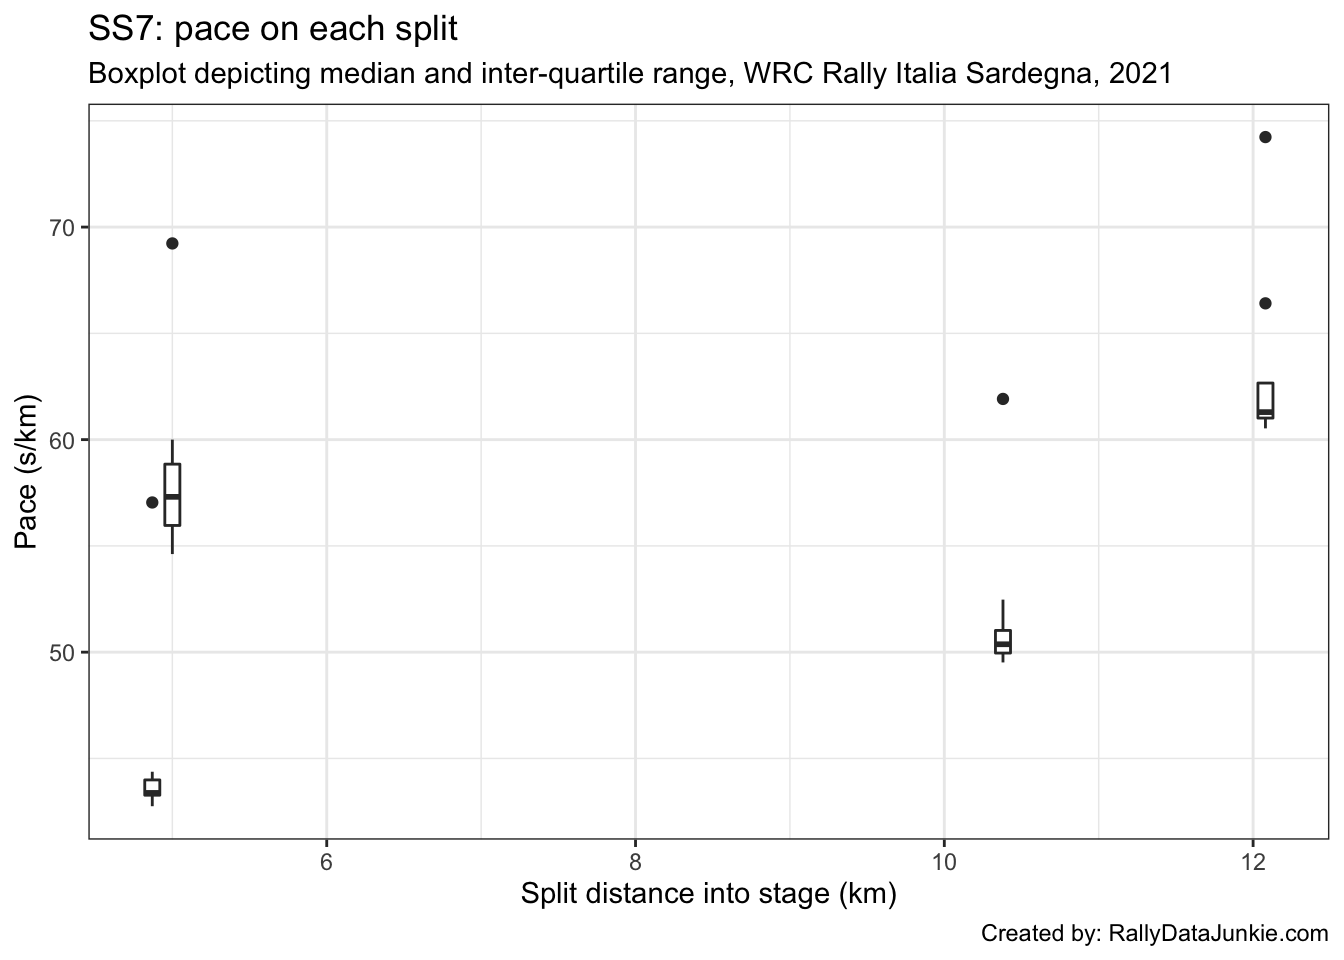 SS7: pace on each split
Boxplot depicting median and inter-quartile range, WRC Rally Italia Sardegna, 2021
Pace (s/km)
70
60
50
6 8 10 12
Split distance into stage (km)
Created by: RallyDataJunkie.com